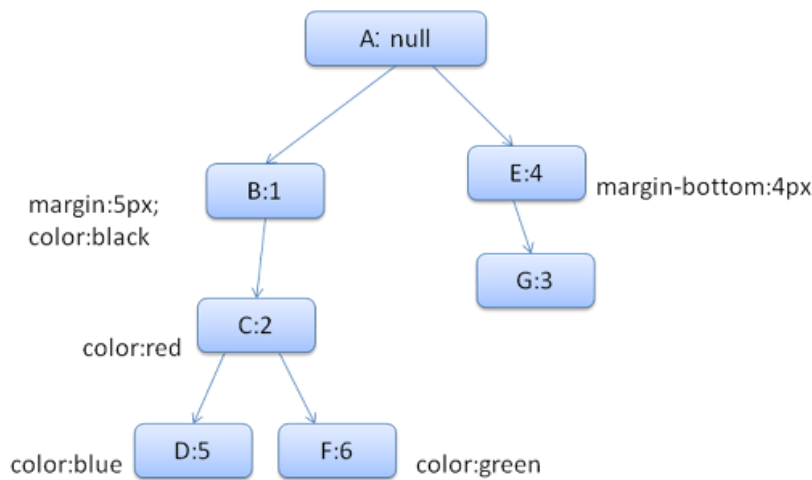 A: null
B:1
E:4
margin-bottom:4px
margin:5px;
color:black
G:3
C:2
color:red
D:5
F:6
color:blue
color:green